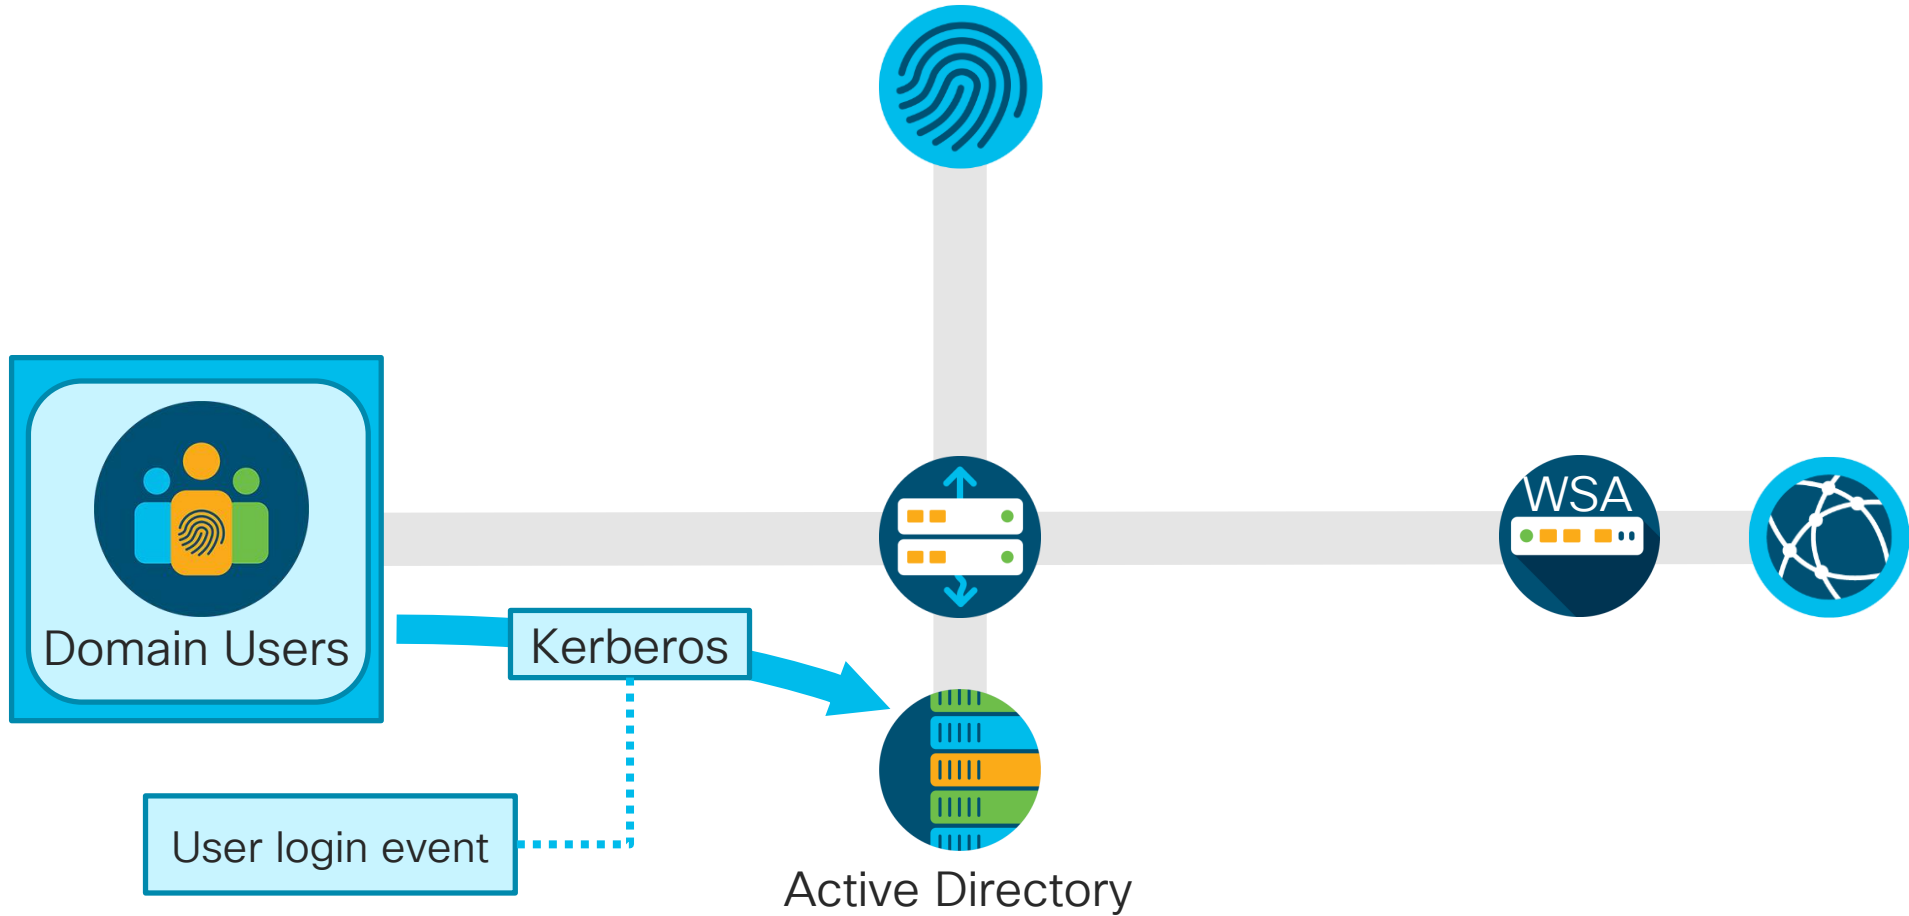 WSA
Domain Users
Kerberos
User login event
Active Directory